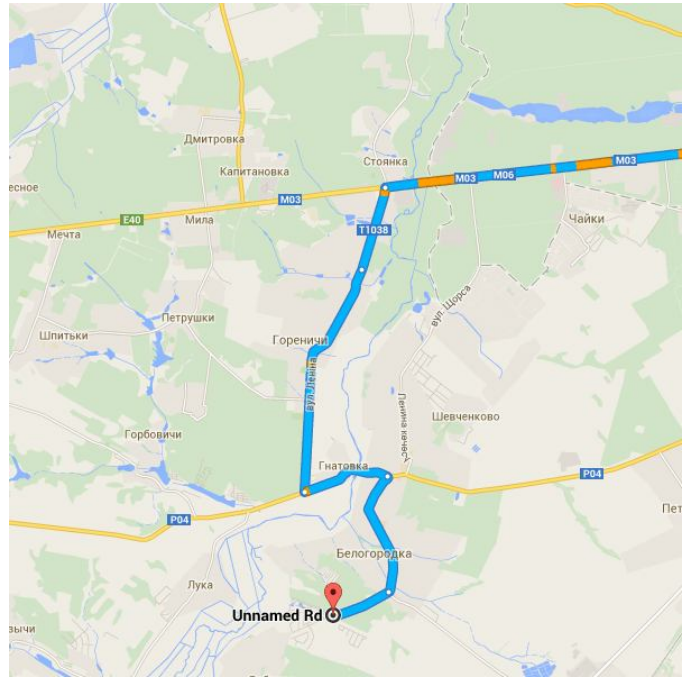 Дмитровка
Стоянка
Капитановка
M03
M06
M03
есное
M03
E40
Мила
T1038
Чайки
Мечта
вул. Щорса
Петрушки
Шпитьки
Гореничи
вул. Леніна
Ленина качест
Шевченково
Горбовичи
Гнатовка
P04
P04
Пет
Белогородка
Лука
Unnamed Rd
зычи